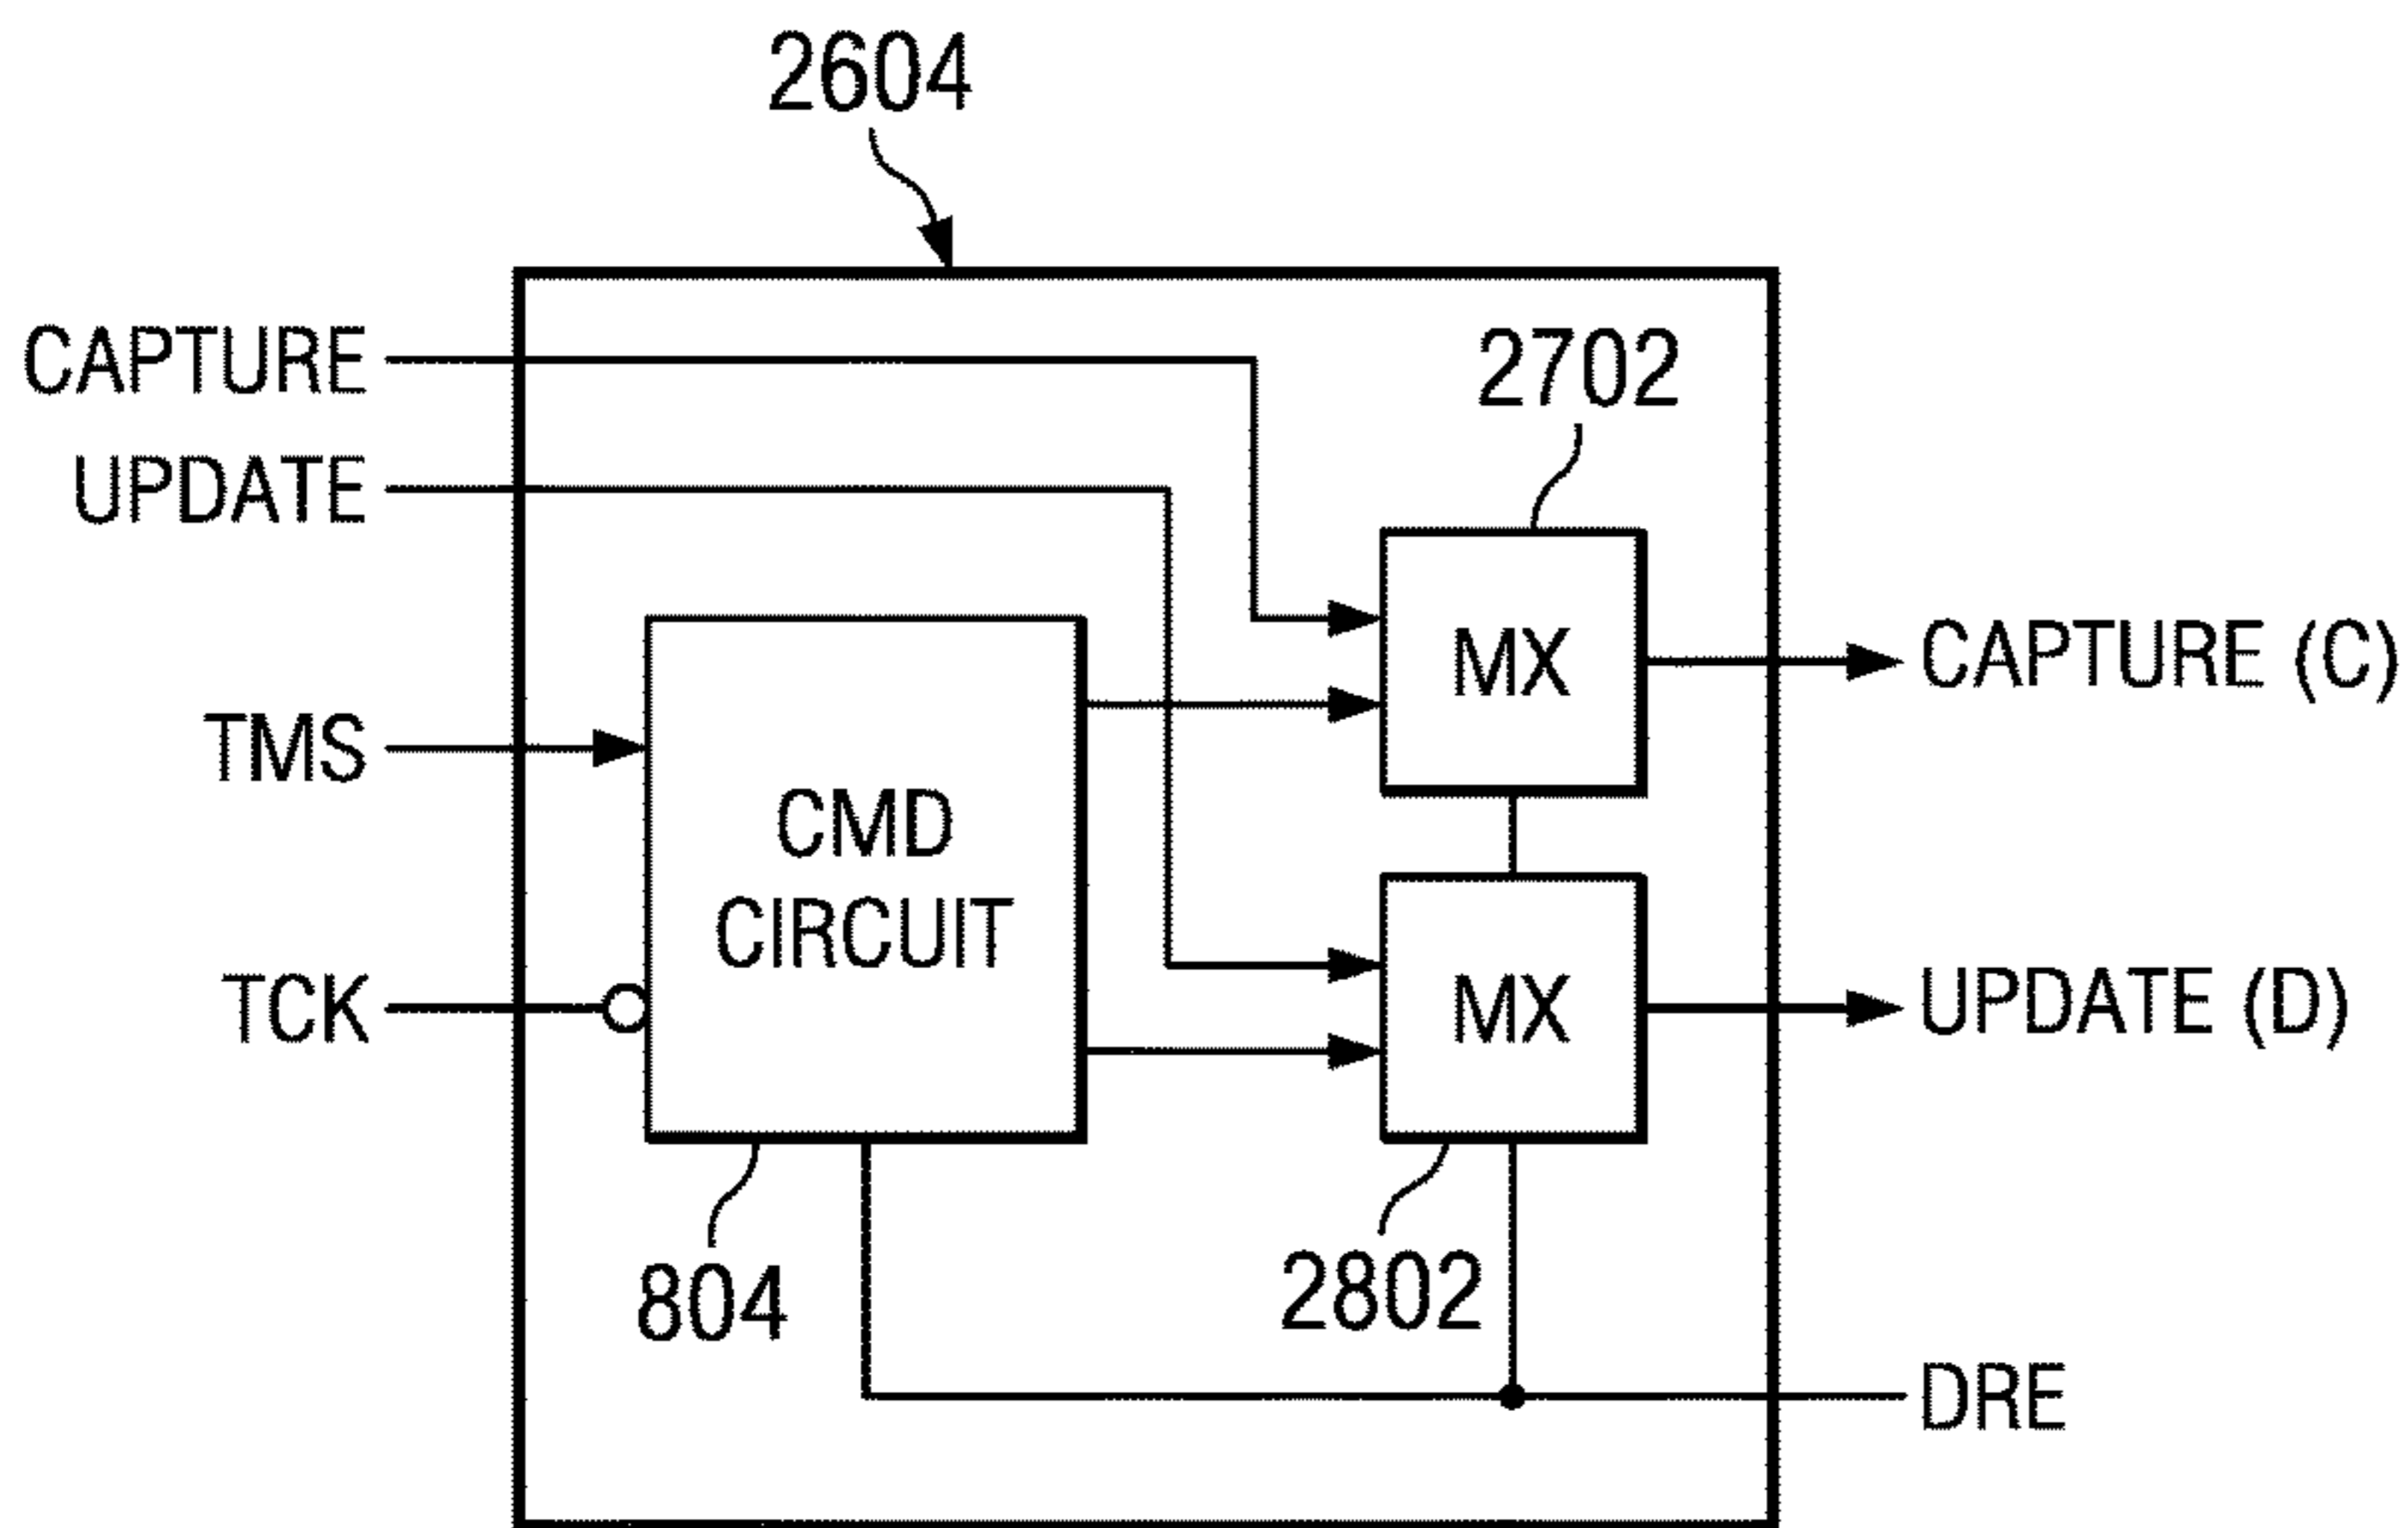 2604
CAPTURE
2702
UPDATE
MX
CAPTURE (C)
TMS
CMD
CIRCUIT
TCK
MX
UPDATE (D)
804
2802
DRE